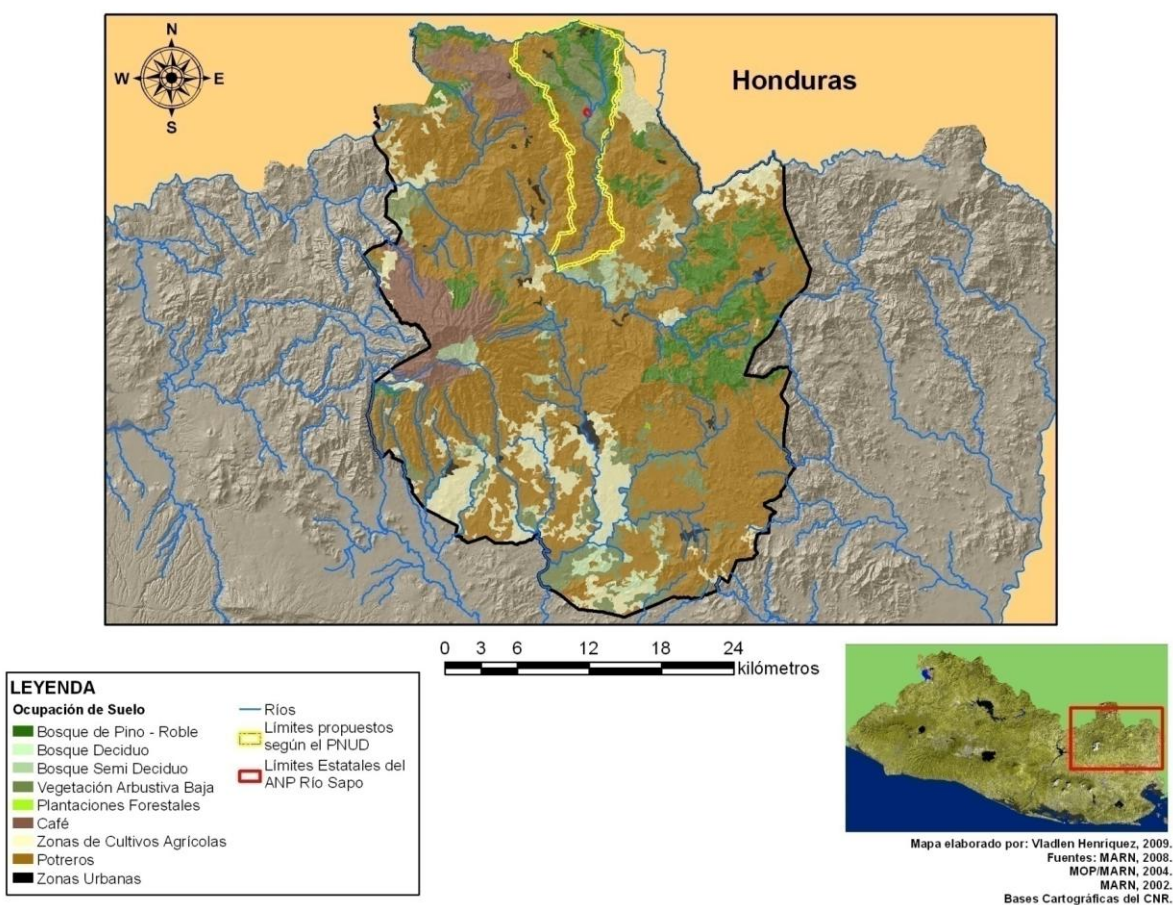 N
W E
S
Honduras
0 3 6 12 18 24
kilómetros
LEYENDA
Ocupación de Suelo
Bosque de Pino - Roble
Bosque Deciduo
Bosque Semi Deciduo
Vegetación Arbustiva Baja
Plantaciones Forestales
Café
Zonas de Cultivos Agrícolas
Potreros
Zonas Urbanas
Ríos
Límites propuestos
según el PNUD
Límites Estatales del
ANP Río Sapo
Mapa elaborado por: Vladlen Henríquez, 2009.
Fuentes: MARN, 2008.
MOP/MARN, 2004.
MARN, 2002.
Bases Cartográficas del CNR.